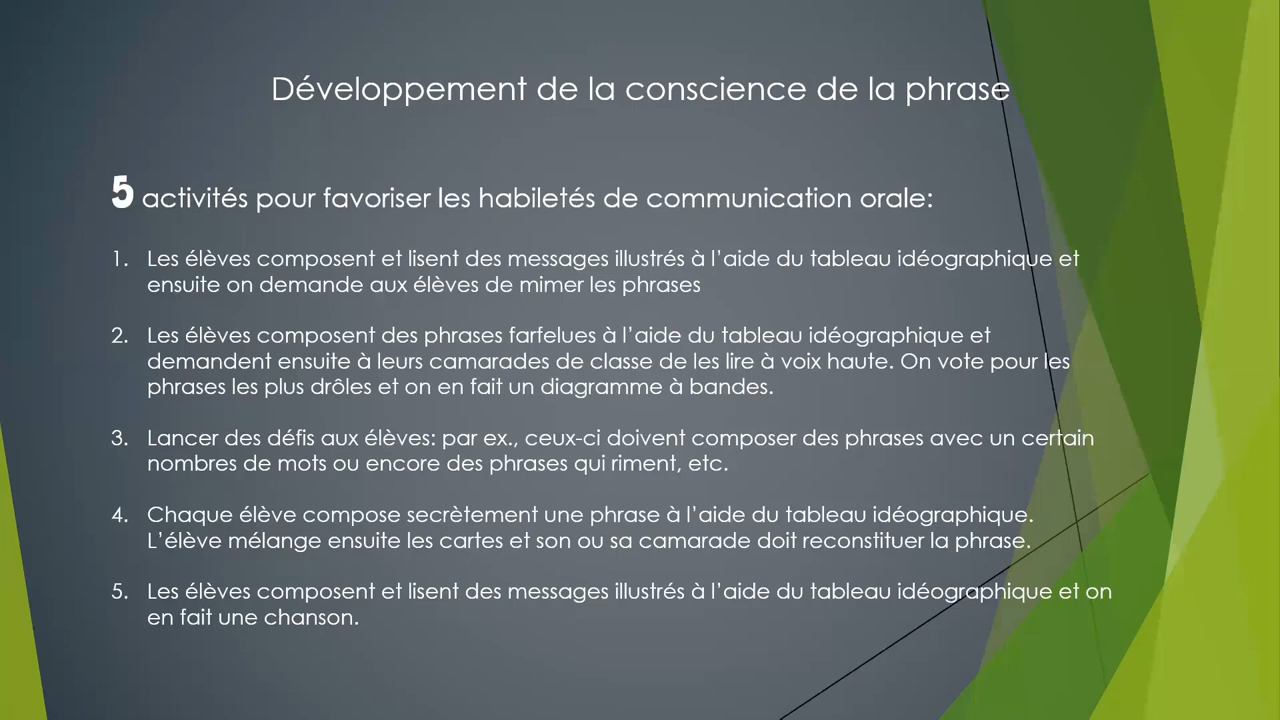 Développement de la conscience de la phrase
5 activités pour favoriser les habiletés de communication orale:
1. Les élèves composent et lisent des messages illustrés à l'aide du tableau idéographique et
ensuite on demande aux élèves de mimer les phrases
2. Les élèves composent des phrases farfelues à l'aide du tableau idéographique et
demandent ensuite à leurs camarades de classe de les lire à voix haute. On vote pour les
phrases les plus drôles et on en fait un diagramme à bandes.
3. Lancer des défis aux élèves: par ex., ceux-ci doivent composer des phrases avec un certain
nombres de mots ou encore des phrases qui riment, etc.
4. Chaque élève compose secrètement une phrase à l'aide du tableau idéographique.
L'élève mélange ensuite les cartes et son ou sa camarade doit reconstituer la phrase.
5. Les élèves composent et lisent des messages illustrés à l'aide du tableau idéographique et on
en fait une chanson.